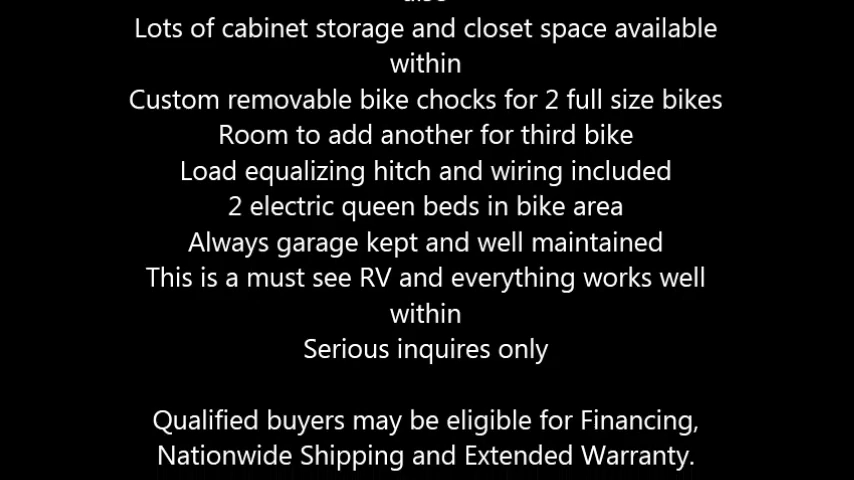 also
Lots of cabinet storage and closet space available
within
Custom removable bike chocks for 2 full size bikes
Room to add another for third bike
Load equalizing hitch and wiring included
2 electric queen beds in bike area
Always garage kept and well maintained
This is a must see RV and everything works well
within
Serious inquires only
Qualified buyers may be eligible for Financing,
Nationwide Shipping and Extended Warranty.